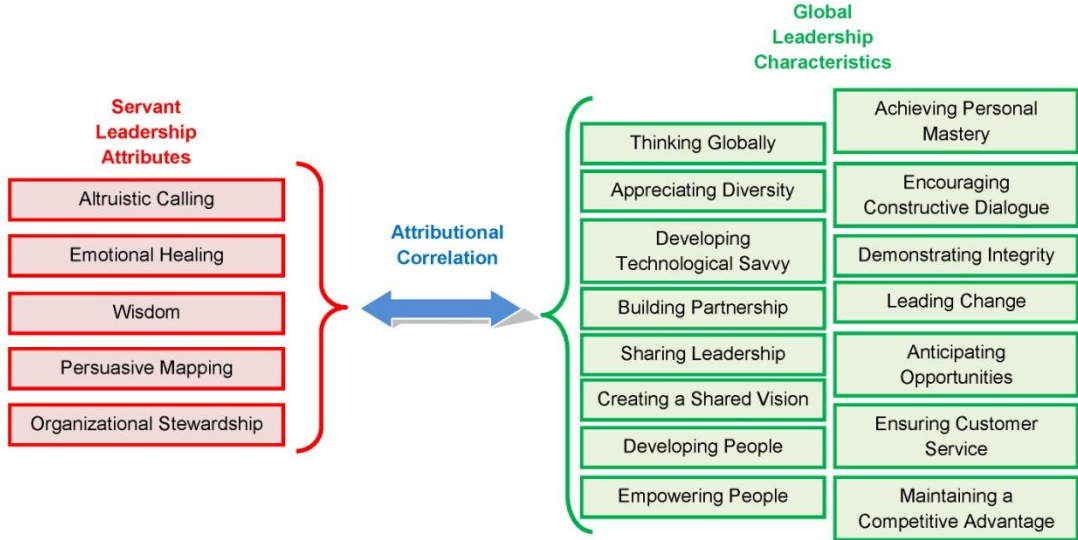 Servant
Leadership
Attributes
Altruistic Calling
Emotional Healing
Wisdom
Persuasive Mapping
Organizational Stewardship
Attributional
Correlation
Global
Leadership
Characteristics
Thinking Globally
Appreciating Diversity
Developing
Technological Savvy
Building Partnership
Sharing Leadership
Creating a Shared Vision
Developing People
Empowering People
Achieving Personal
Mastery
Encouraging
Constructive Dialogue
Demonstrating Integrity
Leading Change
Anticipating
Opportunities
Ensuring Customer
Service
Maintaining a
Competitive Advantage